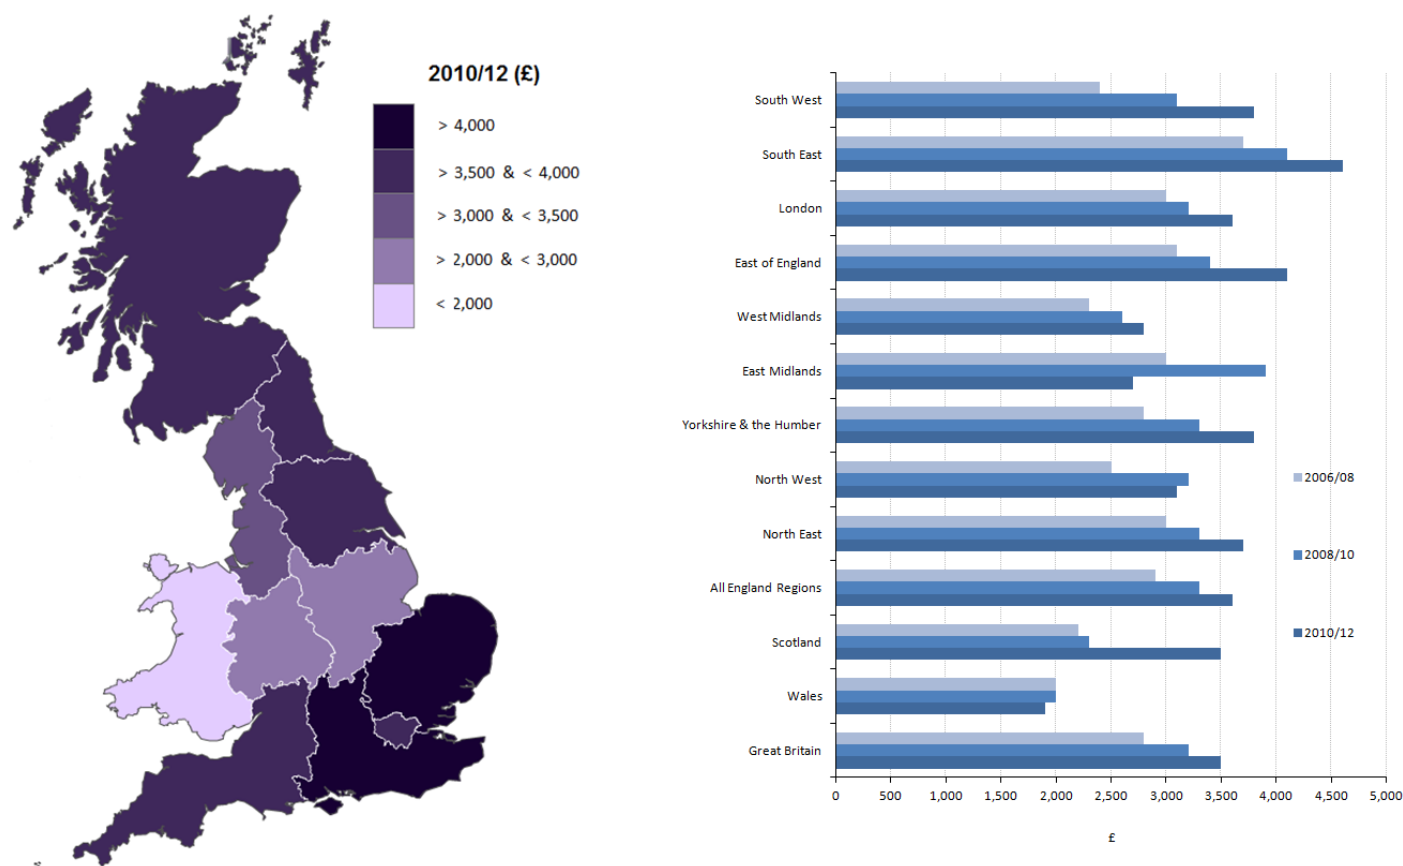 2010/12 (£)
> 4,000
> 3,500 & < 4,000
> 3,000 & < 3,500
> 2,000 & < 3,000
< 2,000
South West
South East
London
East of England
West Midlands
East Midlands
Yorkshire & the Humber
North West
North East
All England Regions
Scotland
Wales
Great Britain
2006/08
2008/10
2010/12
0 500 1,000 1,500 2,000 2,500 3,000 3,500 4,000 4,500 5,000
£